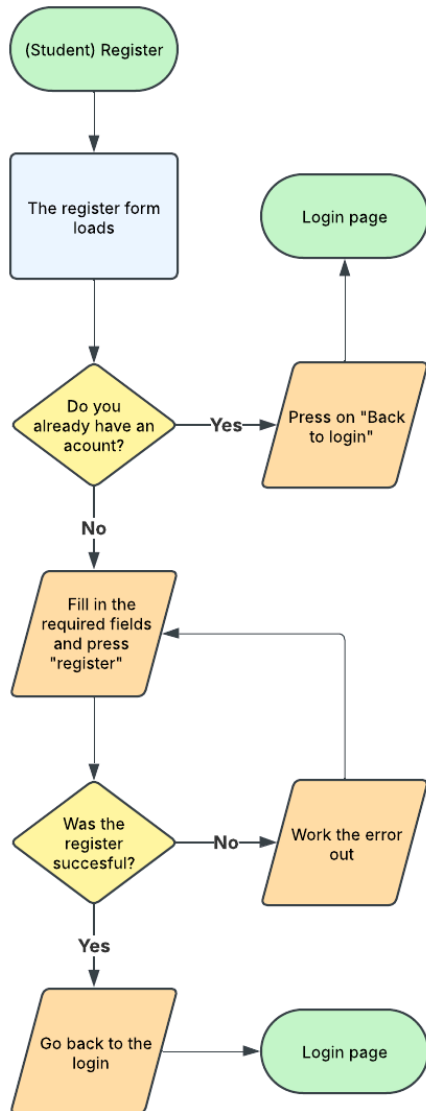 (Student) Register
The register form
loads
Login page
Do you
already have an
acount?
Yes
Press on "Back
to login"
No
Fill in the
required fields
and press
"register"
Was the
register
succesful?
No
Work the error
out
Yes
Go back to the
login
Login page